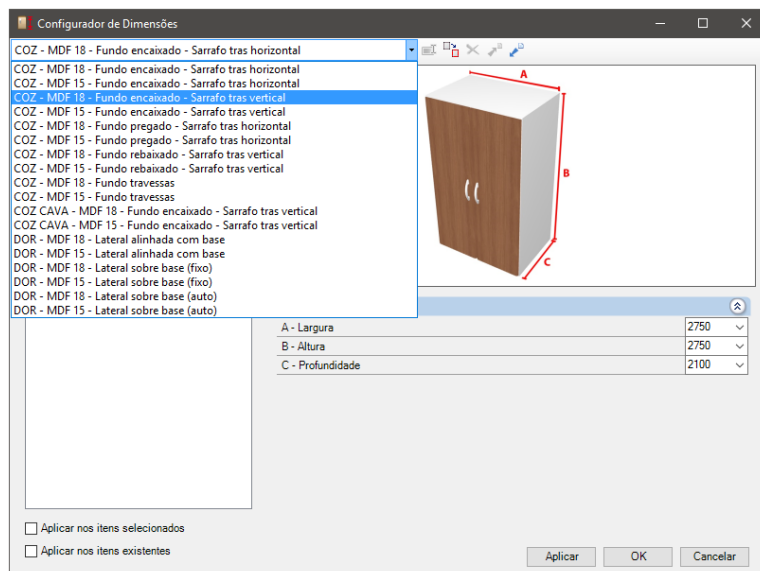 Configurador de Dimensões
COZ - MDF 18 - Fundo encaixado - Sarrafo tras horizontal
COZ - MDF 18 - Fundo encaixado - Sarrafo tras horizontal
COZ - MDF 15 - Fundo encaixado - Sarrafo tras horizontal
COZ - MDF 18 - Fundo encaixado - Sarrafo tras vertical
COZ - MDF 15 - Fundo encaixado - Sarrafo tras vertical
COZ - MDF 18 - Fundo pregado - Sarrafo tras horizontal
COZ - MDF 15 - Fundo pregado - Sarrafo tras horizontal
COZ - MDF 18 - Fundo rebaixado - Sarrafo tras vertical
COZ - MDF 15 - Fundo rebaixado - Sarrafo tras vertical
COZ - MDF 18 - Fundo travessas
COZ - MDF 15 - Fundo travessas
COZ CAVA - MDF 18 - Fundo encaixado - Sarrafo tras vertical
COZ CAVA - MDF 15 - Fundo encaixado - Sarrafo tras vertical
DOR - MDF 18 - Lateral alinhada com base
DOR - MDF 15 - Lateral alinhada com base
DOR - MDF 18 - Lateral sobre base (fixo)
DOR - MDF 15 - Lateral sobre base (fixo)
DOR - MDF 18 - Lateral sobre base (auto)
DOR - MDF 15 - Lateral sobre base (auto)
A
B
C
A - Largura 2750
B - Altura 2750
C - Profundidade 2100
Aplicar nos itens selecionados
Aplicar nos itens existentes
Aplicar OK Cancelar